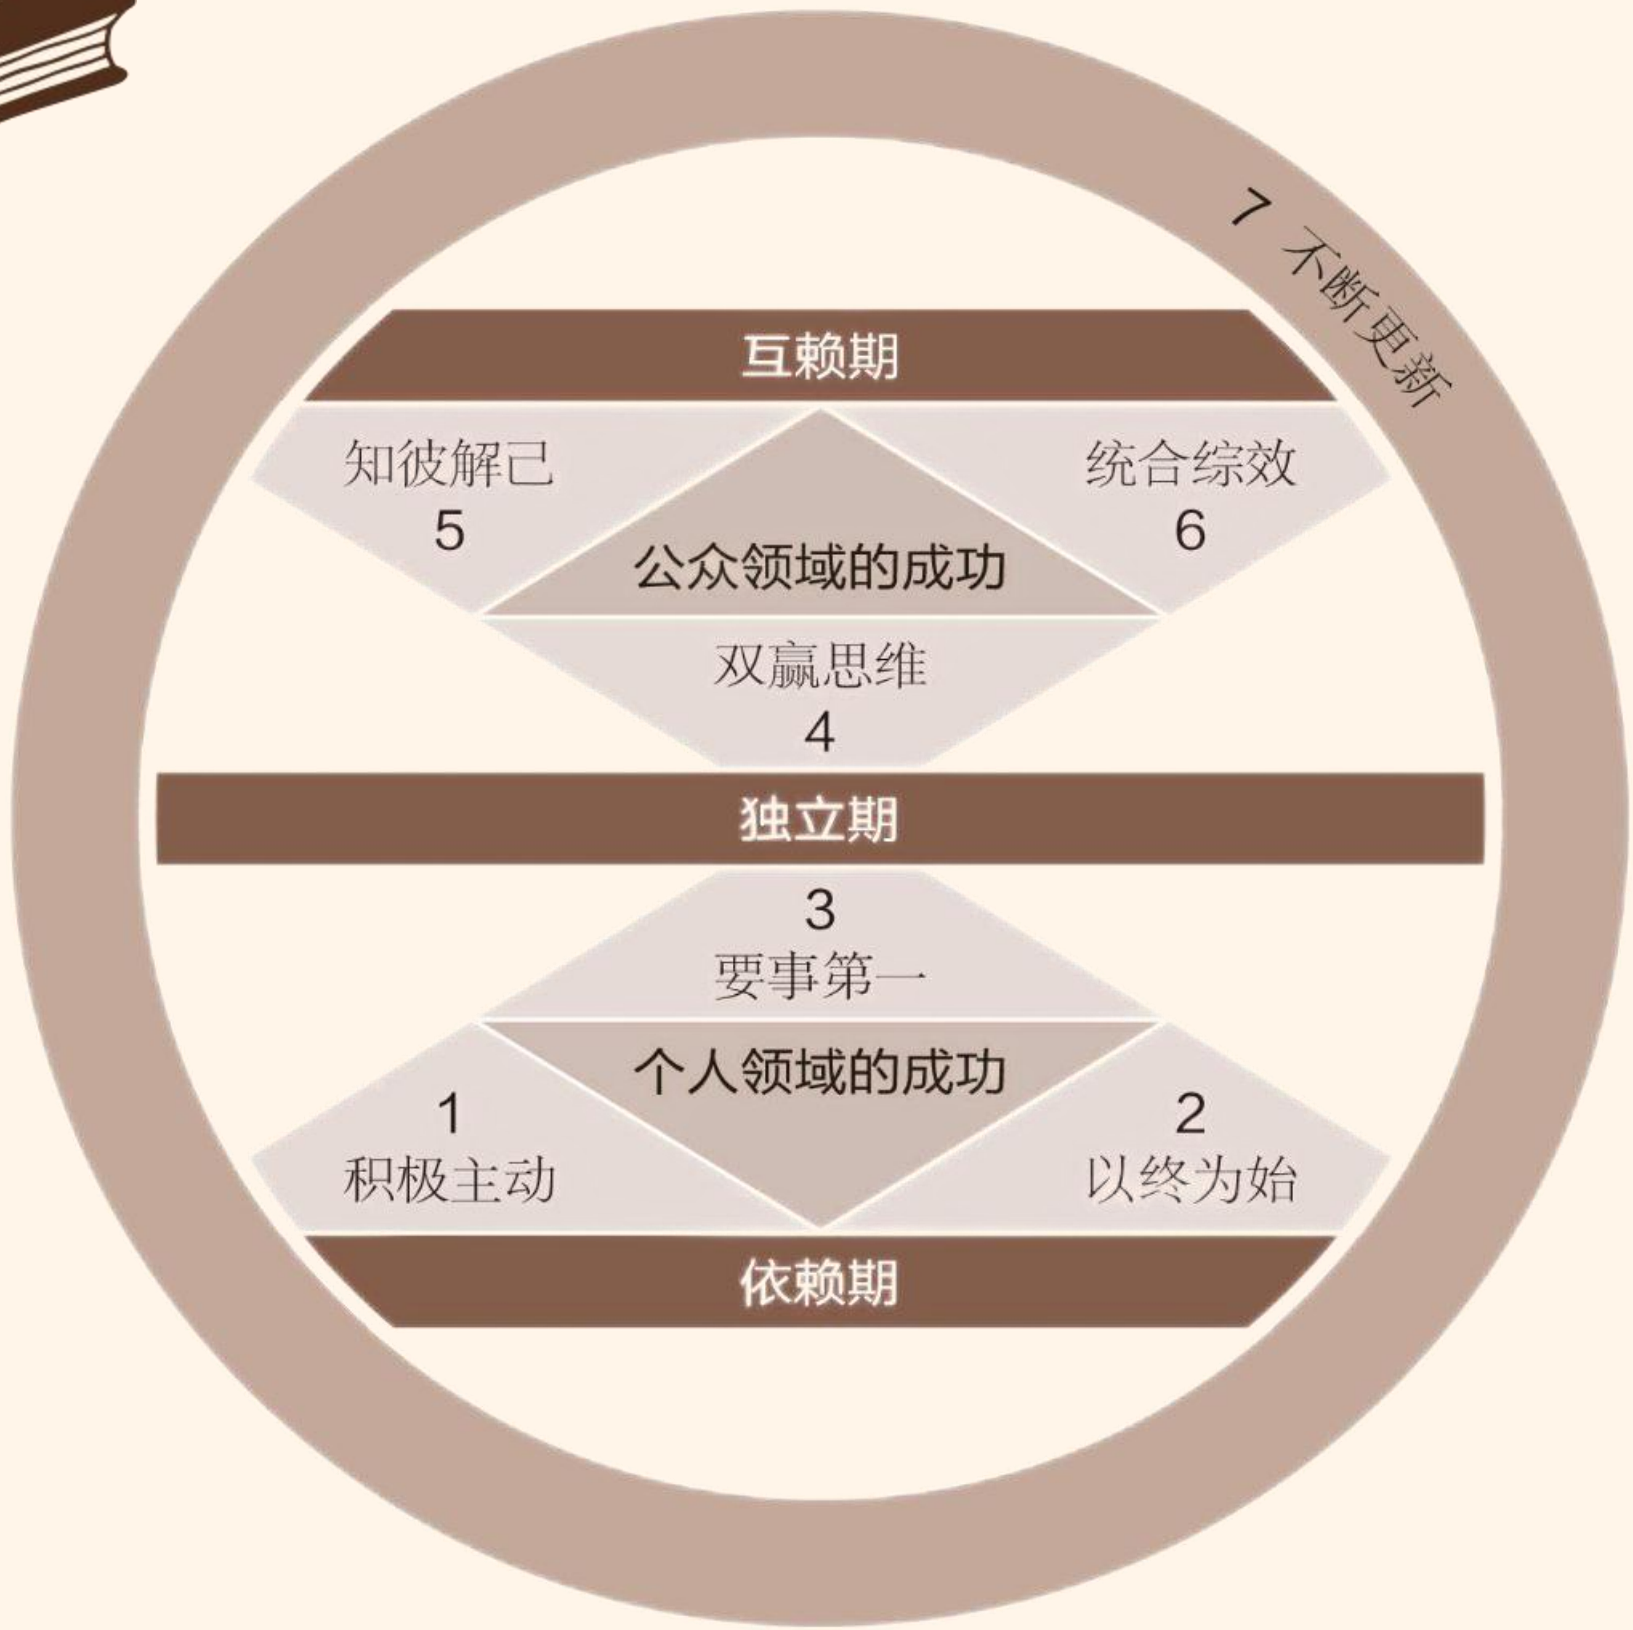 7 不断更新
互赖期
知彼解己
5
统合综效
6
公众领域的成功
双赢思维
4
独立期
3
要事第一
个人领域的成功
1
积极主动
2
以终为始
依赖期